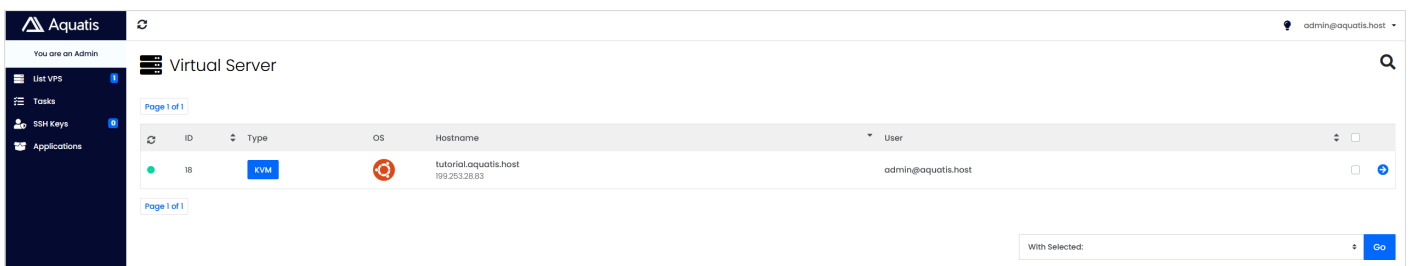 Aquatis
admin@aquatis.host
You are an Admin
List VPS 1
Tasks
SSH Keys 0
Applications
Virtual Server
Page 1 of 1
ID Type OS Hostname User
18 KVM tutorial.aquatis.host admin@aquatis.host
199.253.28.83
Page 1 of 1
With Selected: Go